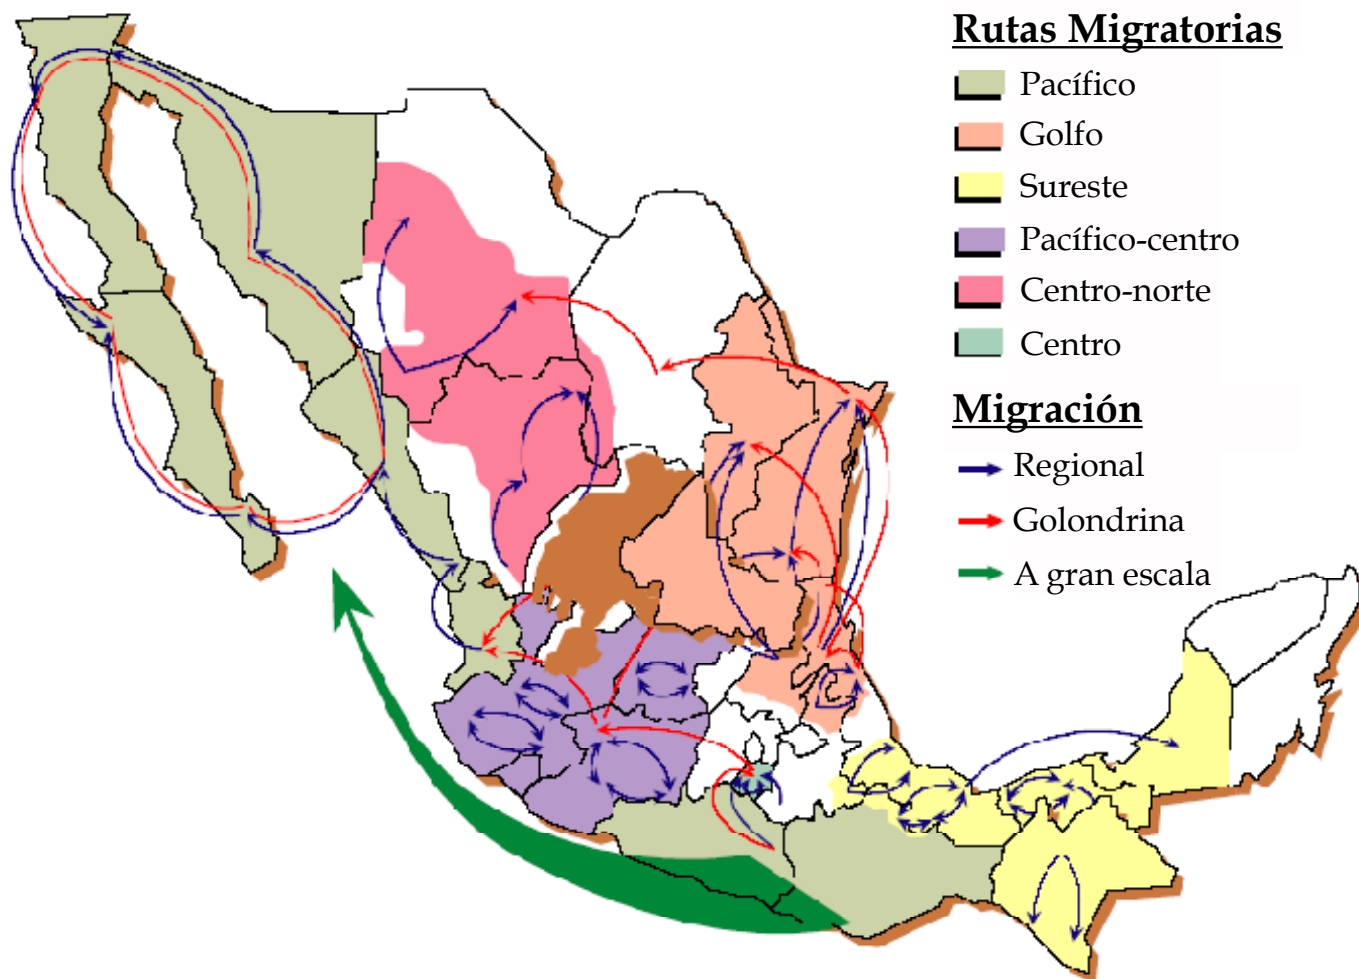 Rutas Migratorias
Pacífico
Golfo
Sureste
Pacífico-centro
Centro-norte
Centro
Migración
Regional
Golondrina
A gran escala